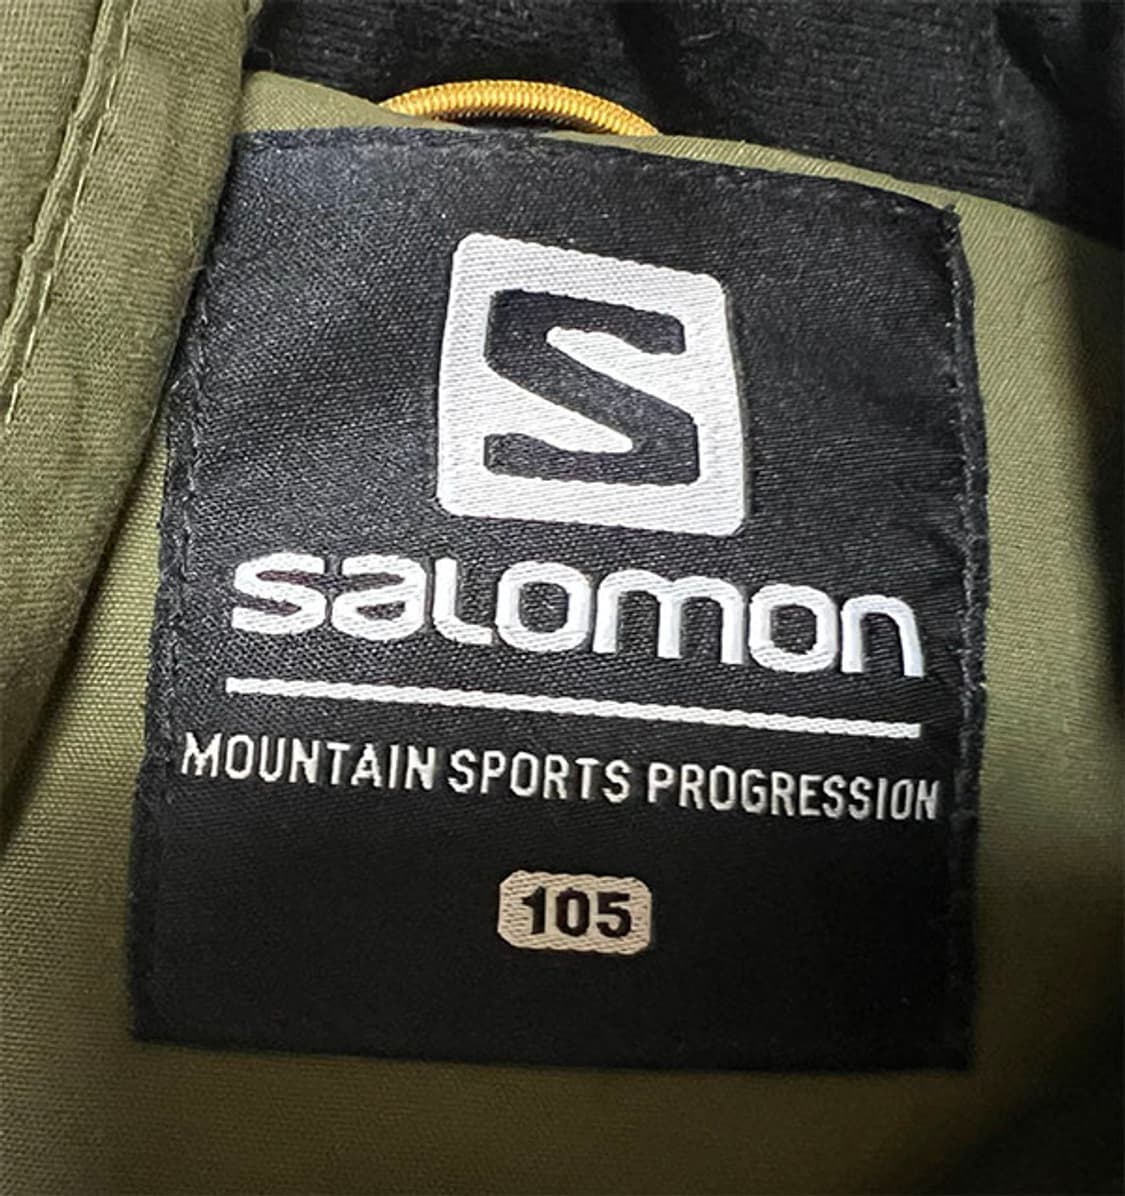 S
salomon
MOUNTAIN SPORTS PROGRESSION
105